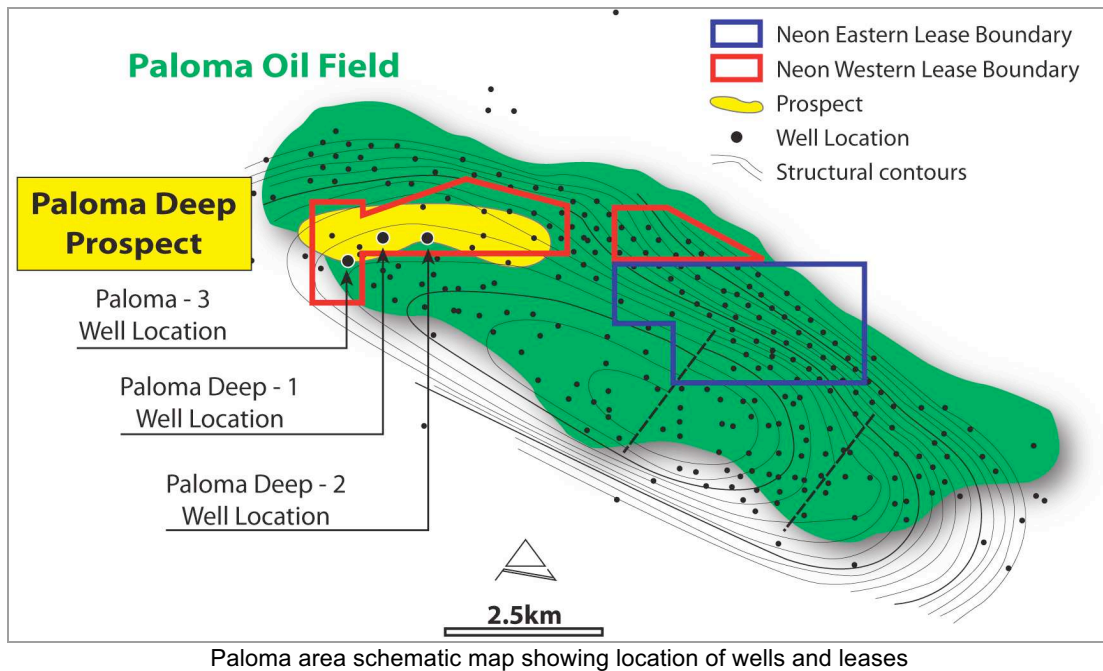 Paloma Oil Field
Neon Eastern Lease Boundary
Neon Western Lease Boundary
Prospect
Well Location
Structural contours
Paloma Deep
Prospect
Paloma - 3
Well Location
Paloma Deep - 1
Well Location
Paloma Deep - 2
Well Location
2.5km
Paloma area schematic map showing location of wells and leases